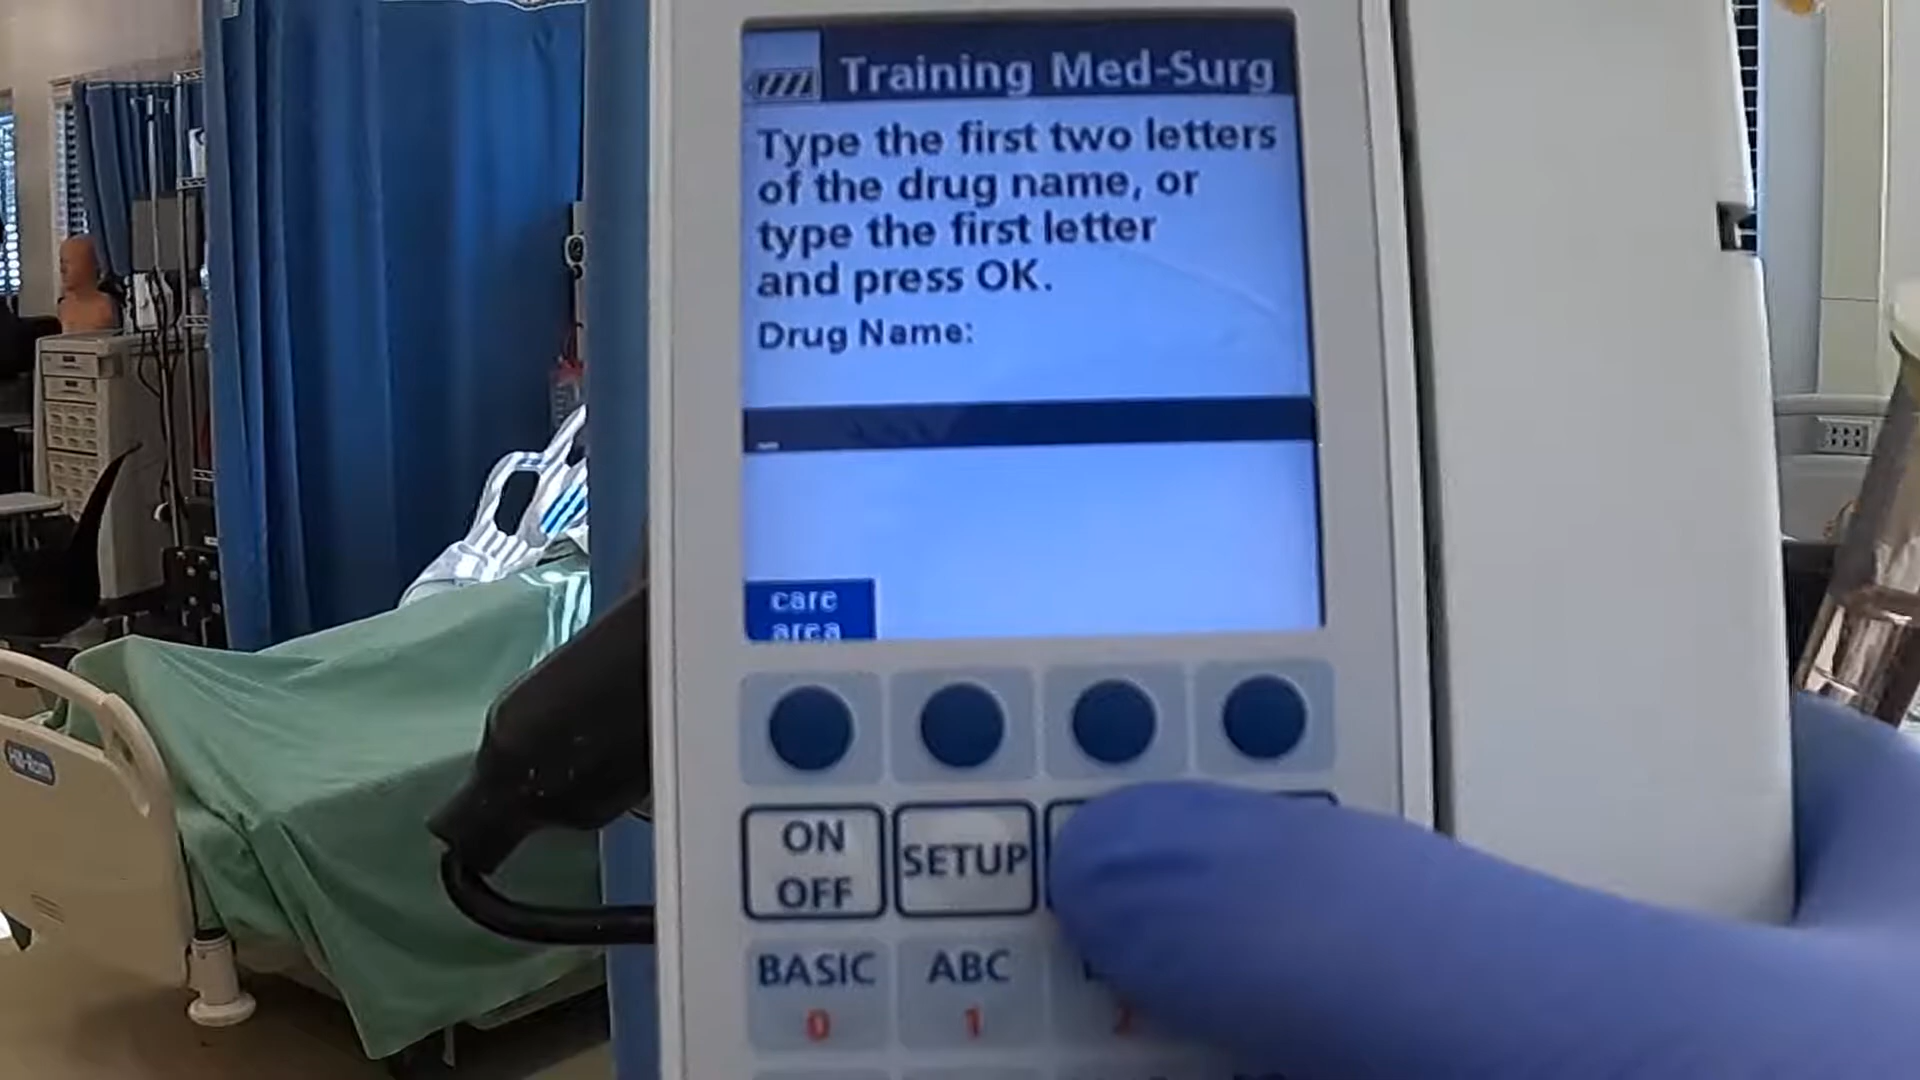 Training Med-Surg
Type the first two letters
of the drug name, or
type the first letter
and press OK.
Drug Name:
care
area
ON
OFF
SETUP
BASIC
ABC
0
1
2
Hill-Rom